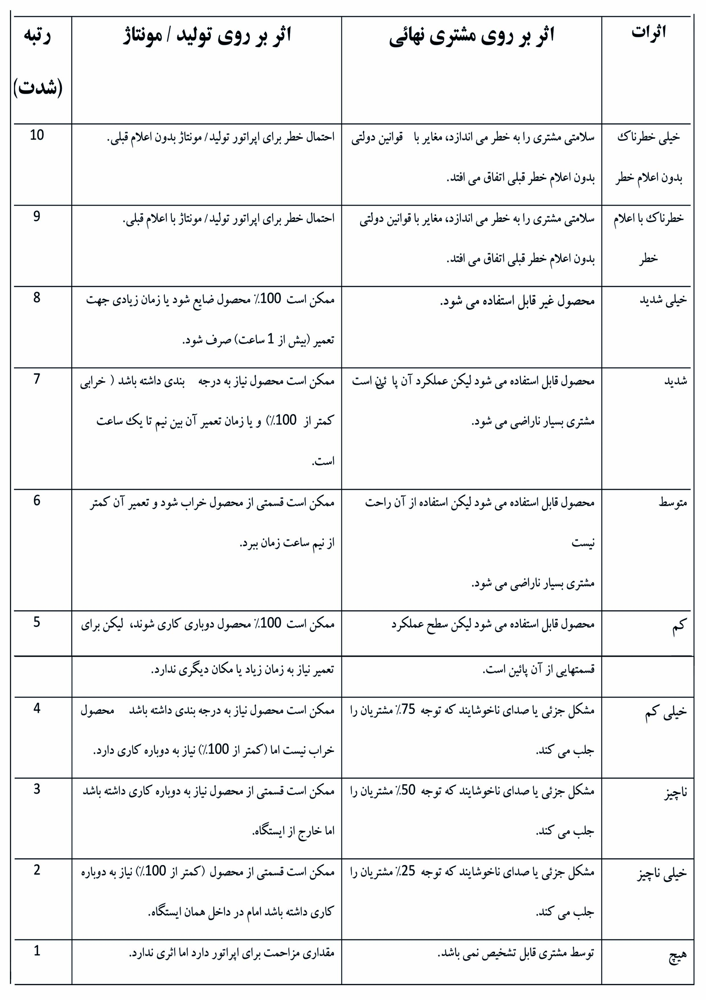 اثرات
اثر بر روی مشتری نهائی
اثر بر روی تولید / مونتاژ
رتبه
(شدت)
خیلی خطرناک
بدون اعلام خطر
سلامتی مشتری را به خطر می اندازد، مغایر با قوانین دولتی
بدون اعلام خطر قبلی اتفاق می افتد.
احتمال خطر برای اپراتور تولید/ مونتاژ بدون اعلام قبلی.
10
خطرناک با اعلام
خطر
سلامتی مشتری را به خطر می اندازد، مغایر با قوانین دولتی
بدون اعلام خطر قبلی اتفاق می افتد.
احتمال خطر برای اپراتور تولید/ مونتاژ با اعلام قبلی.
9
خیلی شدید
محصول غیر قابل استفاده می شود.
ممکن است 100٪ محصول ضایع شود یا زمان زیادی جهت
تعمیر (بیش از 1 ساعت) صرف شود.
8
شدید
محصول قابل استفاده می شود لیکن عملکرد آن پا ئین است
مشتری بسیار ناراضی می شود.
ممکن است محصول نیاز به درجه بندی داشته باشد ( خرابی
کمتر از 100٪) و یا زمان تعمیر آن بین نیم تا یک ساعت
است.
7
متوسط
محصول قابل استفاده می شود لیکن استفاده از آن راحت
نیست
مشتری بسیار ناراضی می شود.
ممکن است قسمتی از محصول خراب شود و تعمیر آن کمتر
از نیم ساعت زمان ببرد.
6
کم
محصول قابل استفاده می شود لیکن سطح عملکرد
ممکن است 100٪ محصول دوباری کاری شوند، لیکن برای
5
قسمتهایی از آن پائین است.
تعمیر نیاز به زمان زیاد یا مکان دیگری ندارد.
خیلی کم
مشکل جزئی یا صدای ناخوشایند که توجه 75٪ مشتریان را
جلب می کند.
ممکن است محصول نیاز به درجه بندی داشته باشد محصول
خراب نیست اما (کمتر از 100٪) نیاز به دوباره کاری دارد.
4
ناچیز
مشکل جزئی یا صدای ناخوشایند که توجه 50٪ مشتریان را
جلب می کند.
ممکن است قسمتی از محصول نیاز به دوباره کاری داشته باشد
اما خارج از ایستگاه.
3
خیلی ناچیز
مشکل جزئی یا صدای ناخوشایند که توجه 25٪ مشتریان را
جلب می کند.
ممکن است قسمتی از محصول (کمتر از 100٪) نیاز به دوباره
کاری داشته باشد امام در داخل همان ایستگاه.
2
هیچ
توسط مشتری قابل تشخیص نمی باشد.
مقداری مزاحمت برای اپراتور دارد اما اثری ندارد.
1